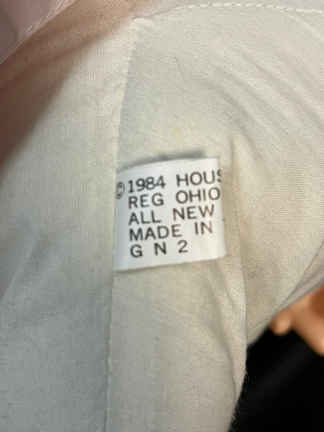 © 1984 HOUS
REG OHIO
ALL NEW
MADE IN
G N 2